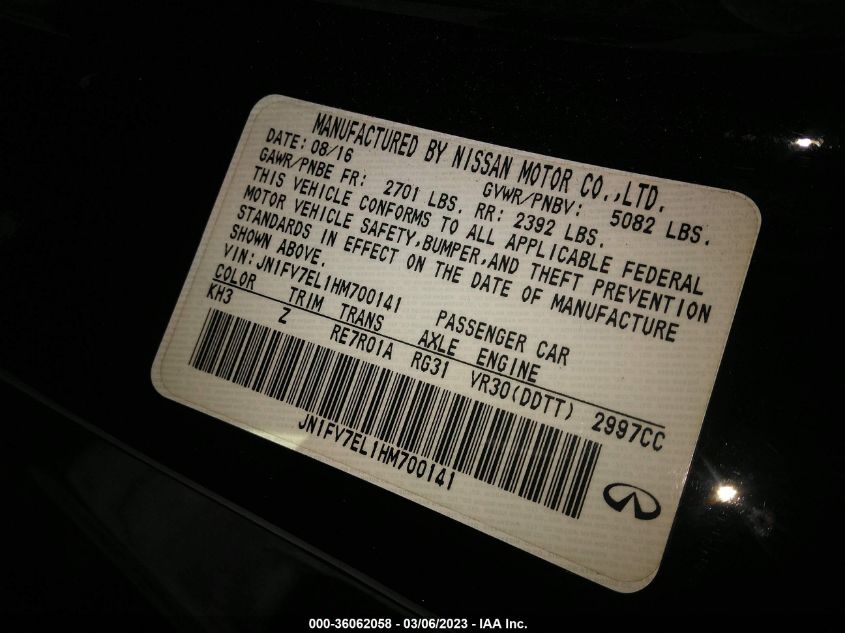 MANUFACTURED BY NISSAN MOTOR CO.,LTD.
DATE:08/16 GVWR/PNBV: 5082 LBS.
GAWR/PNBE FR: 2701 LBS. RR: 2392 LBS.
THIS VEHICLE CONFORMS TO ALL APPLICABLE FEDERAL
MOTOR VEHICLE SAFETY,BUMPER,AND THEFT PREVENTION
STANDARDS IN EFFECT ON THE DATE OF MANUFACTURE
SHOWN ABOVE.
VIN:JN1FV7EL1HM700141 PASSENGER CAR
COLOR TRIM TRANS AXLE ENGINE
KH3 Z RE7R01A RG31 VR30(DDTT) 2997CC
JN1FV7EL1HM700141
000-36062058 - 03/06/2023 - IAA Inc.